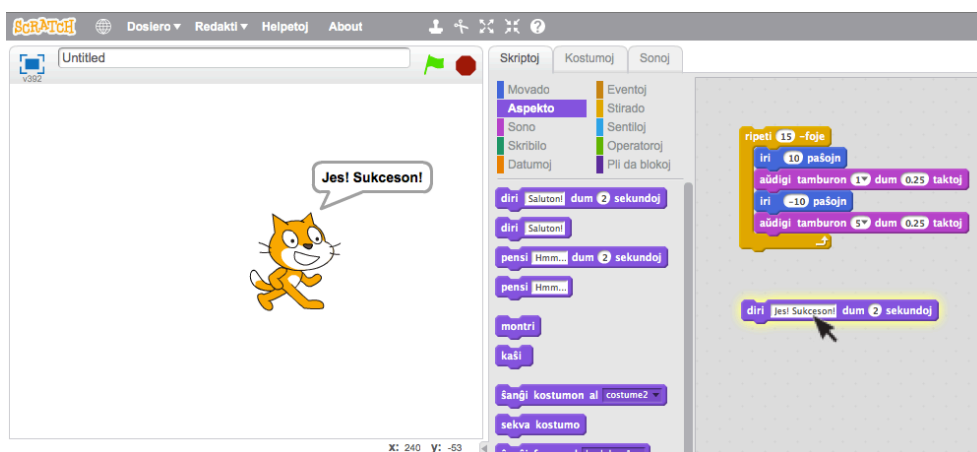 SCRATCH Dosiero Redakti Helpetoj About
Untitled
v392
Jes! Sukceson!
X: 240 y: -53
Skriptoj Kostumoj Sonoj
Movado Eventoj
Aspekto Stirado
Sono Sentiloj
Skribilo Operatoroj
Datumoj Pli da blokoj
diri Saluton! dum 2 sekundoj
diri Saluton!
pensi Hmm... dum 2 sekundoj
pensi Hmm...
montri
kaŝi
ŝanĝi kostumon al costume2
sekva kostumo
ripeti 15 -foje
iri 10 paŝojn
aŭdigi tamburon 1 dum 0.25 taktoj
iri -10 paŝojn
aŭdigi tamburon 5 dum 0.25 taktoj
diri Jes! Sukceson! dum 2 sekundoj